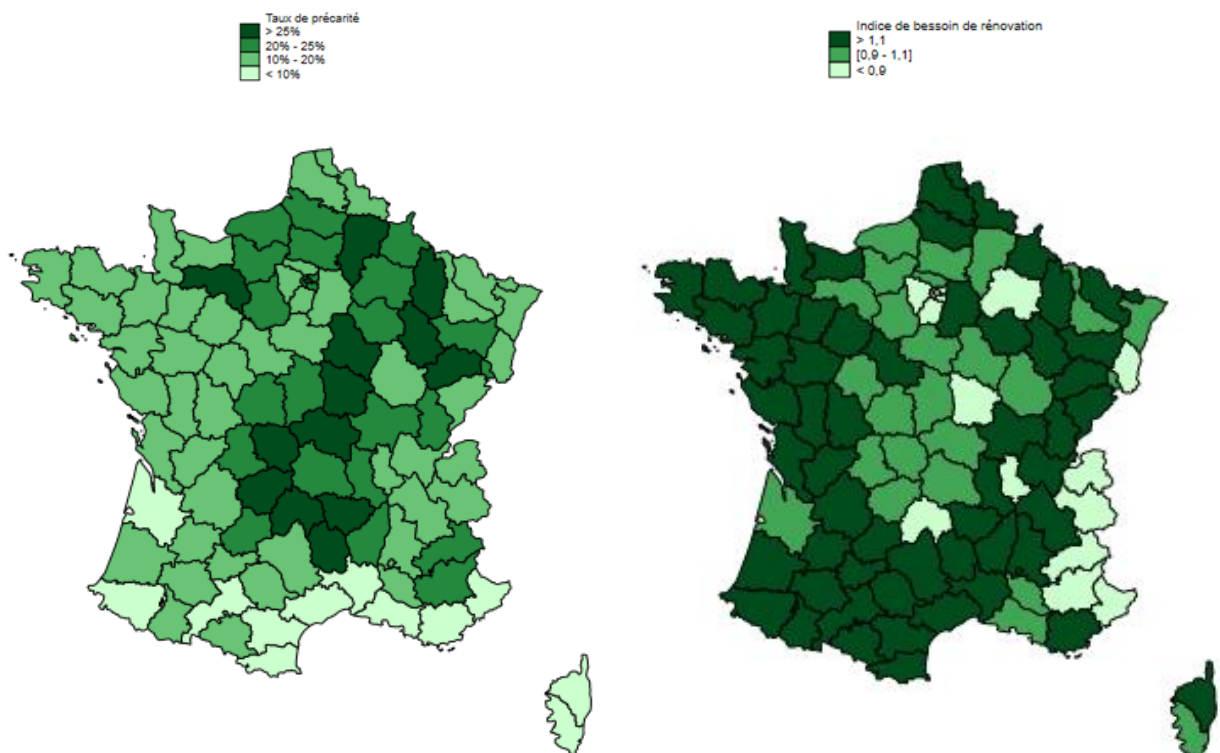 Taux de précarité
> 25%
20% - 25%
10% - 20%
< 10%
Indice de bessoin de rénovation
> 1,1
[0,9 - 1,1]
< 0,9